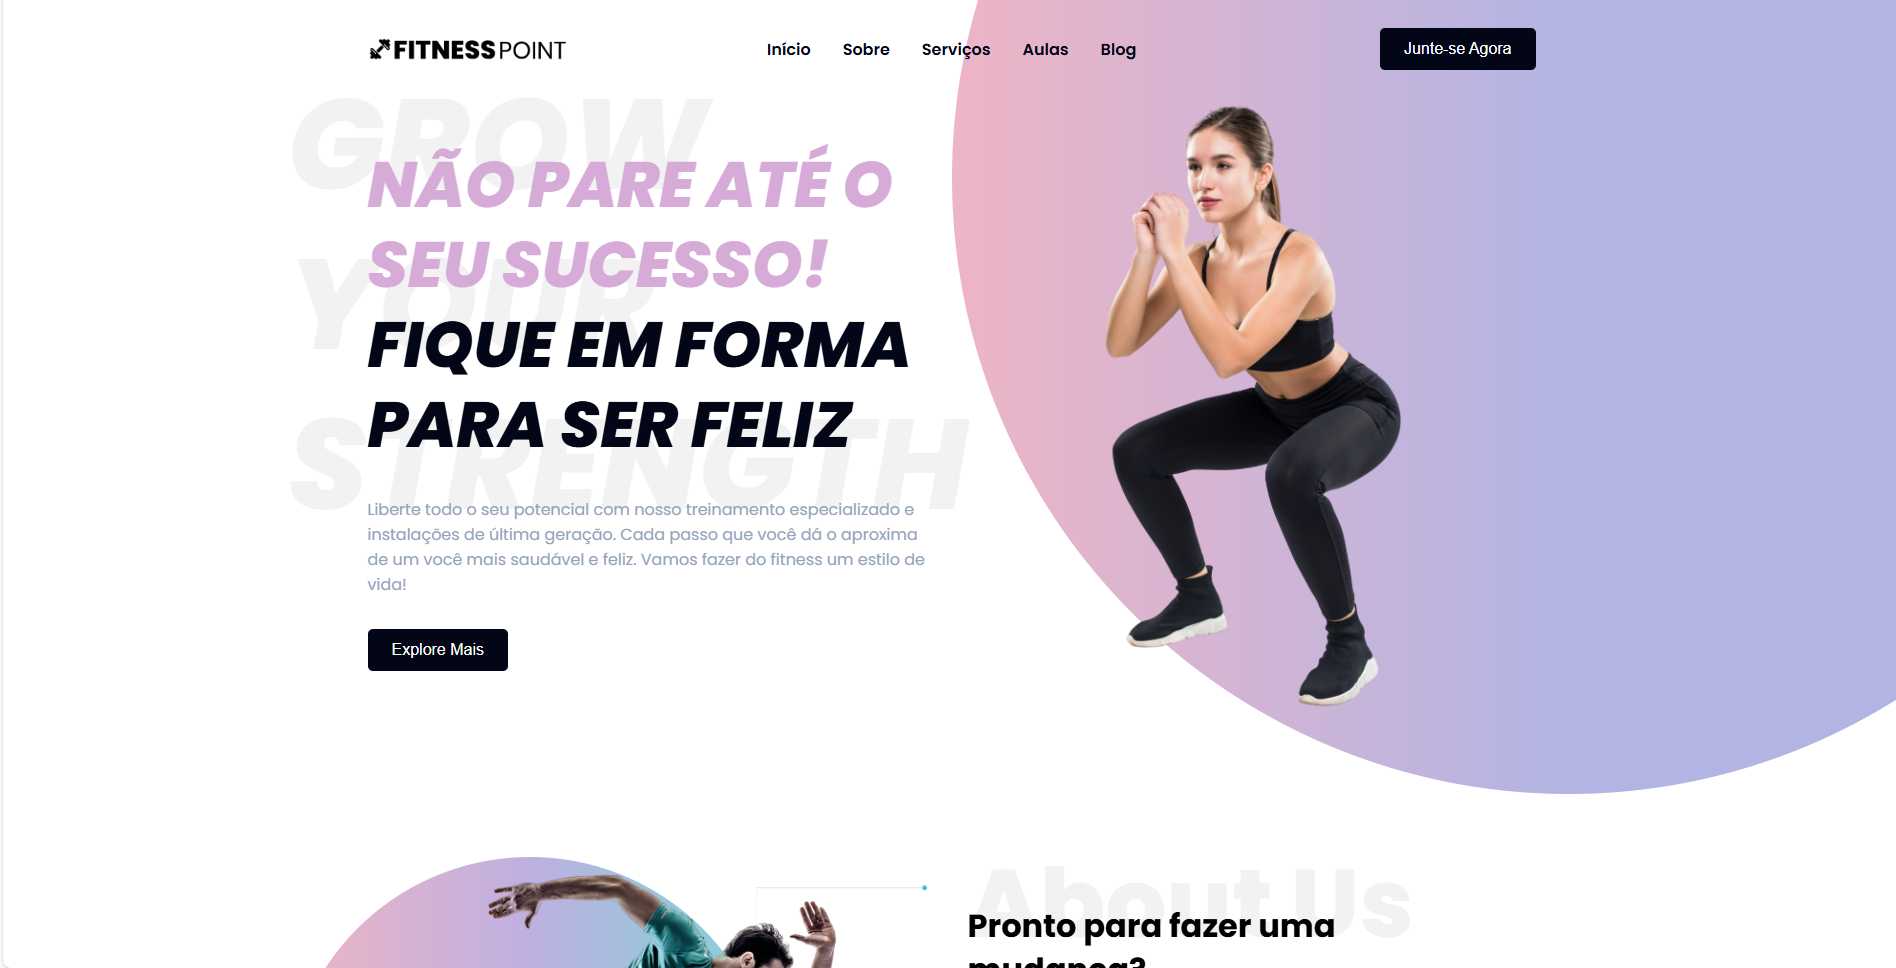 FITNESS POINT
Início
Sobre
Serviços
Aulas
Blog
Junte-se Agora
GROW
YOUR
STRENGTH
NÃO PARE ATÉ O
SEU SUCESSO!
FIQUE EM FORMA
PARA SER FELIZ
Liberte todo o seu potencial com nosso treinamento especializado e
instalações de última geração. Cada passo que você dá o aproxima
de um você mais saudável e feliz. Vamos fazer do fitness um estilo de
vida!
Explore Mais
About Us
Pronto para fazer uma
mudança?